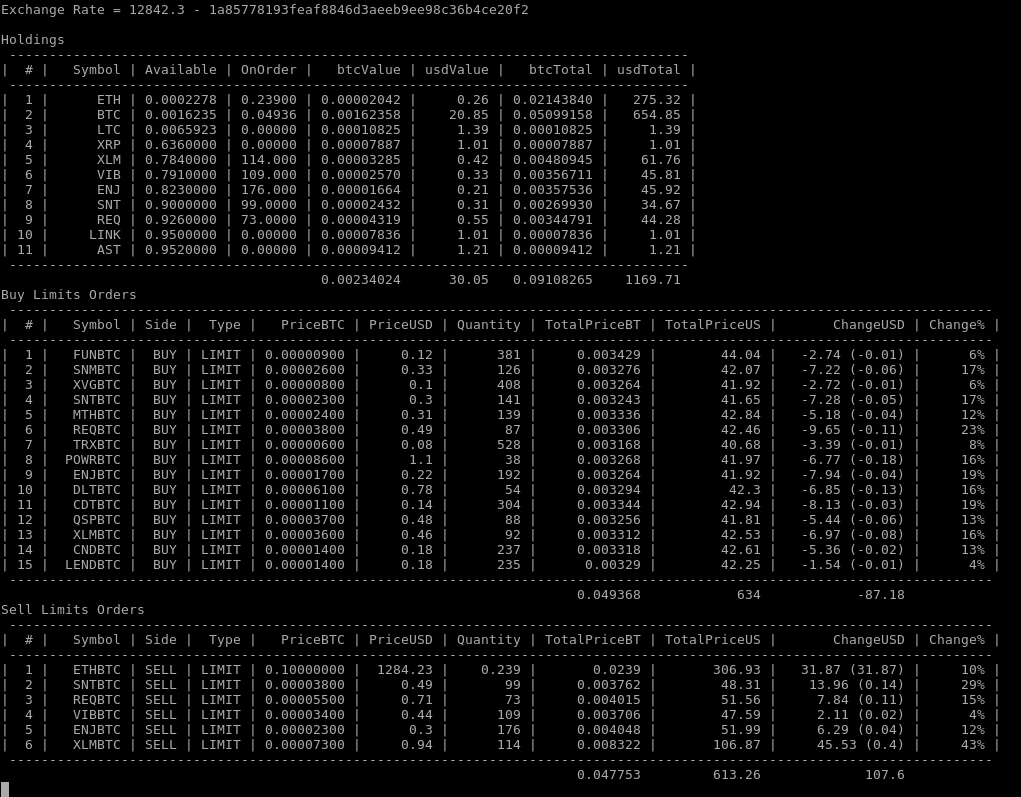 Exchange Rate = 12842.3 - 1a85778193feaf8846d3aeeb9ee98c36b4ce20f2
Holdings
-------------------------------------------------------------------------------------
|  # |   Symbol | Available | OnOrder |   btcValue | usdValue |   btcTotal | usdTotal |
-------------------------------------------------------------------------------------
|  1 |      ETH | 0.0002278 | 0.23900 | 0.00002042 |     0.26 | 0.02143840 |   275.32 |
|  2 |      BTC | 0.0016235 | 0.04936 | 0.00162358 |    20.85 | 0.05099158 |   654.85 |
|  3 |      LTC | 0.0065923 | 0.00000 | 0.00010825 |     1.39 | 0.00010825 |     1.39 |
|  4 |      XRP | 0.6360000 | 0.00000 | 0.00007887 |     1.01 | 0.00007887 |     1.01 |
|  5 |      XLM | 0.7840000 | 114.000 | 0.00003285 |     0.42 | 0.00480945 |    61.76 |
|  6 |      VIB | 0.7910000 | 109.000 | 0.00002570 |     0.33 | 0.00356711 |    45.81 |
|  7 |      ENJ | 0.8230000 | 176.000 | 0.00001664 |     0.21 | 0.00357536 |    45.92 |
|  8 |      SNT | 0.9000000 | 99.0000 | 0.00002432 |     0.31 | 0.00269930 |    34.67 |
|  9 |      REQ | 0.9260000 | 73.0000 | 0.00004319 |     0.55 | 0.00344791 |    44.28 |
| 10 |     LINK | 0.9500000 | 0.00000 | 0.00007836 |     1.01 | 0.00007836 |     1.01 |
| 11 |      AST | 0.9520000 | 0.00000 | 0.00009412 |     1.21 | 0.00009412 |     1.21 |
-------------------------------------------------------------------------------------
0.00234024      30.05   0.09108265    1169.71
Buy Limits Orders
---------------------------------------------------------------------------------------------------------------------------
|  # |   Symbol | Side |  Type |   PriceBTC | PriceUSD | Quantity | TotalPriceBT | TotalPriceUS |       ChangeUSD | Change% |
---------------------------------------------------------------------------------------------------------------------------
|  1 |   FUNBTC |  BUY | LIMIT | 0.00000900 |     0.12 |      381 |     0.003429 |        44.04 |   -2.74 (-0.01) |      6% |
|  2 |   SNMBTC |  BUY | LIMIT | 0.00002600 |     0.33 |      126 |     0.003276 |        42.07 |   -7.22 (-0.06) |     17% |
|  3 |   XVGBTC |  BUY | LIMIT | 0.00000800 |      0.1 |      408 |     0.003264 |        41.92 |   -2.72 (-0.01) |      6% |
|  4 |   SNTBTC |  BUY | LIMIT | 0.00002300 |      0.3 |      141 |     0.003243 |        41.65 |   -7.28 (-0.05) |     17% |
|  5 |   MTHBTC |  BUY | LIMIT | 0.00002400 |     0.31 |      139 |     0.003336 |        42.84 |   -5.18 (-0.04) |     12% |
|  6 |   REQBTC |  BUY | LIMIT | 0.00003800 |     0.49 |       87 |     0.003306 |        42.46 |   -9.65 (-0.11) |     23% |
|  7 |   TRXBTC |  BUY | LIMIT | 0.00000600 |     0.08 |      528 |     0.003168 |        40.68 |   -3.39 (-0.01) |      8% |
|  8 |  POWRBTC |  BUY | LIMIT | 0.00008600 |      1.1 |       38 |     0.003268 |        41.97 |   -6.77 (-0.18) |     16% |
|  9 |   ENJBTC |  BUY | LIMIT | 0.00001700 |     0.22 |      192 |     0.003264 |        41.92 |   -7.94 (-0.04) |     19% |
| 10 |   DLTBTC |  BUY | LIMIT | 0.00006100 |     0.78 |       54 |     0.003294 |         42.3 |   -6.85 (-0.13) |     16% |
| 11 |   CDTBTC |  BUY | LIMIT | 0.00001100 |     0.14 |      304 |     0.003344 |        42.94 |   -8.13 (-0.03) |     19% |
| 12 |   QSPBTC |  BUY | LIMIT | 0.00003700 |     0.48 |       88 |     0.003256 |        41.81 |   -5.44 (-0.06) |     13% |
| 13 |   XLMBTC |  BUY | LIMIT | 0.00003600 |     0.46 |       92 |     0.003312 |        42.53 |   -6.97 (-0.08) |     16% |
| 14 |   CNDBTC |  BUY | LIMIT | 0.00001400 |     0.18 |      237 |     0.003318 |        42.61 |   -5.36 (-0.02) |     13% |
| 15 |  LENDBTC |  BUY | LIMIT | 0.00001400 |     0.18 |      235 |      0.00329 |        42.25 |   -1.54 (-0.01) |      4% |
---------------------------------------------------------------------------------------------------------------------------
0.049368            634            -87.18
Sell Limits Orders
---------------------------------------------------------------------------------------------------------------------------
|  # |   Symbol | Side |  Type |   PriceBTC | PriceUSD | Quantity | TotalPriceBT | TotalPriceUS |       ChangeUSD | Change% |
---------------------------------------------------------------------------------------------------------------------------
|  1 |   ETHBTC | SELL | LIMIT | 0.10000000 |  1284.23 |    0.239 |       0.0239 |       306.93 |   31.87 (31.87) |     10% |
|  2 |   SNTBTC | SELL | LIMIT | 0.00003800 |     0.49 |       99 |     0.003762 |        48.31 |    13.96 (0.14) |     29% |
|  3 |   REQBTC | SELL | LIMIT | 0.00005500 |     0.71 |       73 |     0.004015 |        51.56 |     7.84 (0.11) |     15% |
|  4 |   VIBBTC | SELL | LIMIT | 0.00003400 |     0.44 |      109 |     0.003706 |        47.59 |     2.11 (0.02) |      4% |
|  5 |   ENJBTC | SELL | LIMIT | 0.00002300 |      0.3 |      176 |     0.004048 |        51.99 |     6.29 (0.04) |     12% |
|  6 |   XLMBTC | SELL | LIMIT | 0.00007300 |     0.94 |      114 |     0.008322 |       106.87 |     45.53 (0.4) |     43% |
---------------------------------------------------------------------------------------------------------------------------
0.047753         613.26             107.6